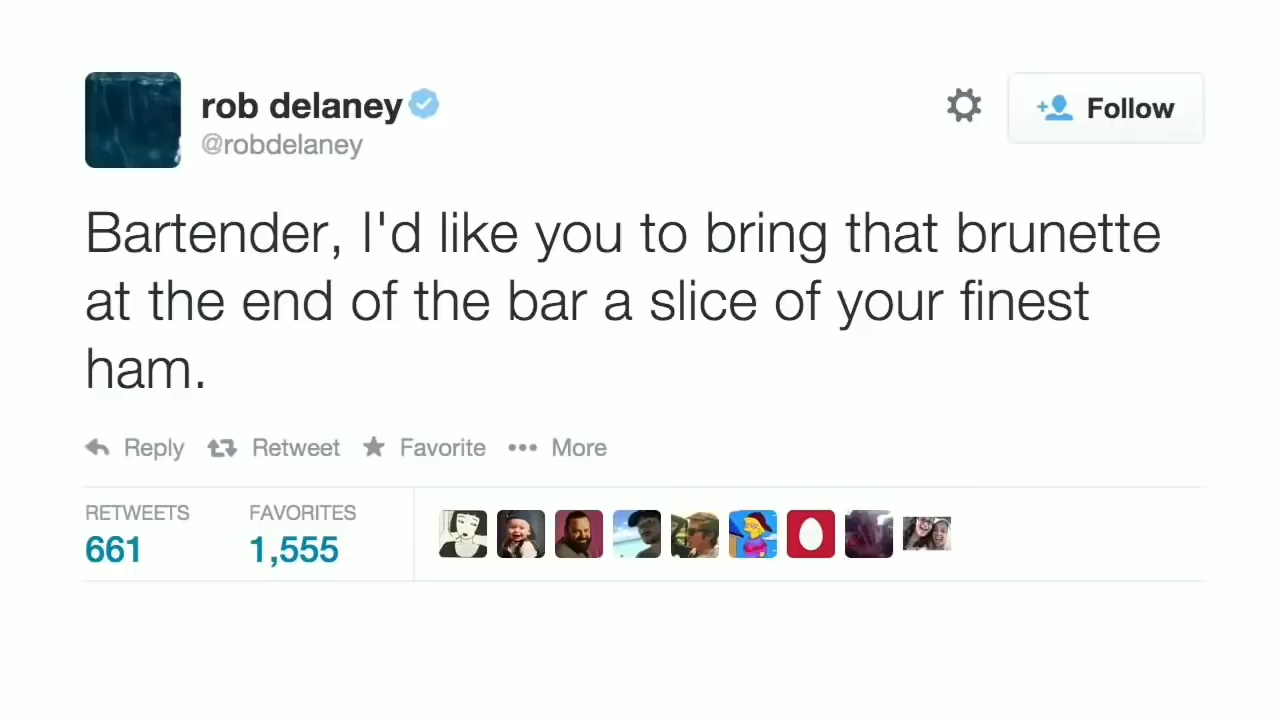 rob delaney
@robdelaney
Follow
Bartender, I'd like you to bring that brunette
at the end of the bar a slice of your finest
ham.
Reply Retweet Favorite More
RETWEETS FAVORITES
661 1,555